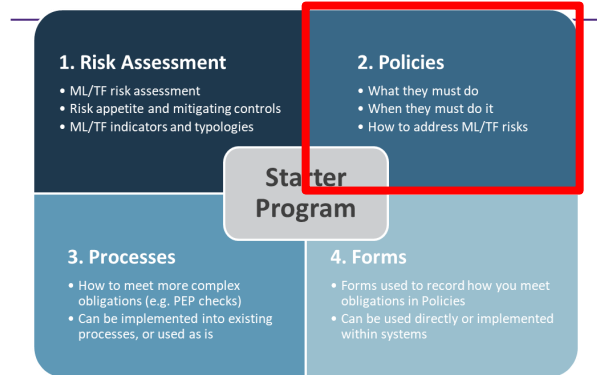 1. Risk Assessment
• ML/TF risk assessment
• Risk appetite and mitigating controls
• ML/TF indicators and typologies
2. Policies
• What they must do
• When they must do it
• How to address ML/TF risks
Starter
Program
3. Processes
• How to meet more complex
obligations (e.g. PEP checks)
• Can be implemented into existing
processes, or used as is
4. Forms
• Forms used to record how you meet
obligations in Policies
• Can be used directly or implemented
within systems